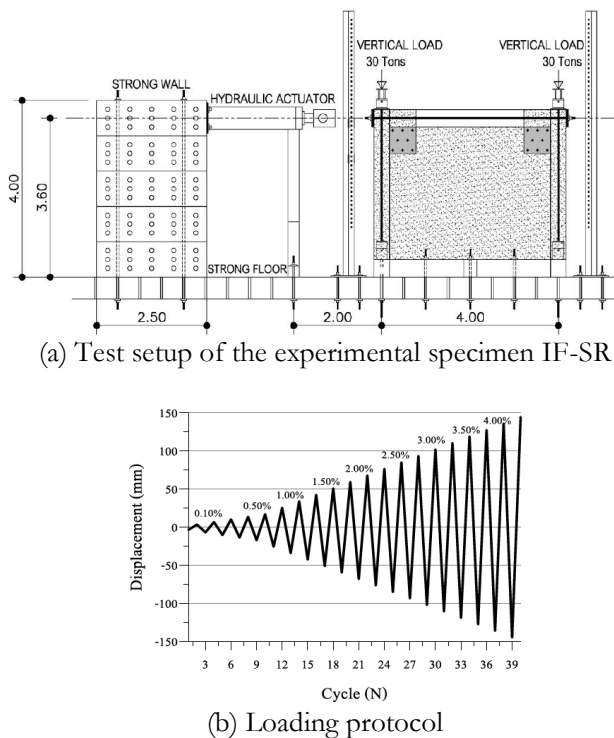 VERTICAL LOAD
30 Tons
VERTICAL LOAD
30 Tons
STRONG WALL
HYDRAULIC ACTUATOR
4.00
3.60
STRONG FLOOR
2.50
2.00
4.00
(a) Test setup of the experimental specimen IF-SR
150
100
50
0
-50
-100
-150
Displacement (mm)
0.10%
0.50%
1.00%
1.50%
2.00%
2.50%
3.00%
3.50%
4.00%
3 6 9 12 15 18 21 24 27 30 33 36 39
Cycle (N)
(b) Loading protocol